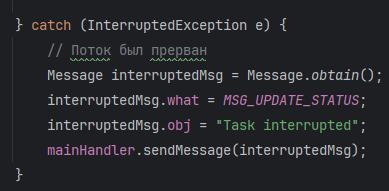 } catch (InterruptedException e) {
// Поток был прерван
Message interruptedMsg = Message.obtain();
interruptedMsg.what = MSG_UPDATE_STATUS;
interruptedMsg.obj = "Task interrupted";
mainHandler.sendMessage(interruptedMsg);
}